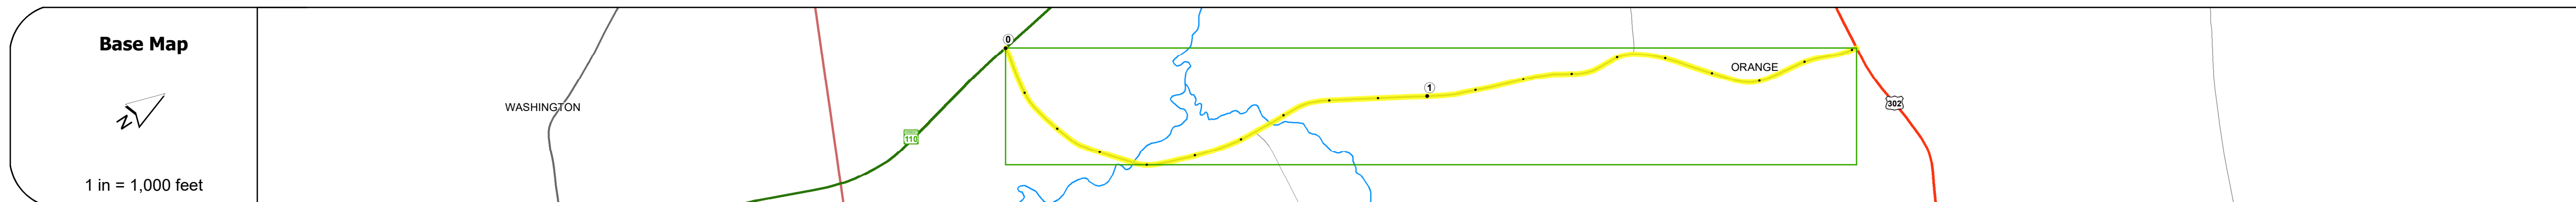 Base Map
N
1 in = 1,000 feet
WASHINGTON
110
0
1
ORANGE
302